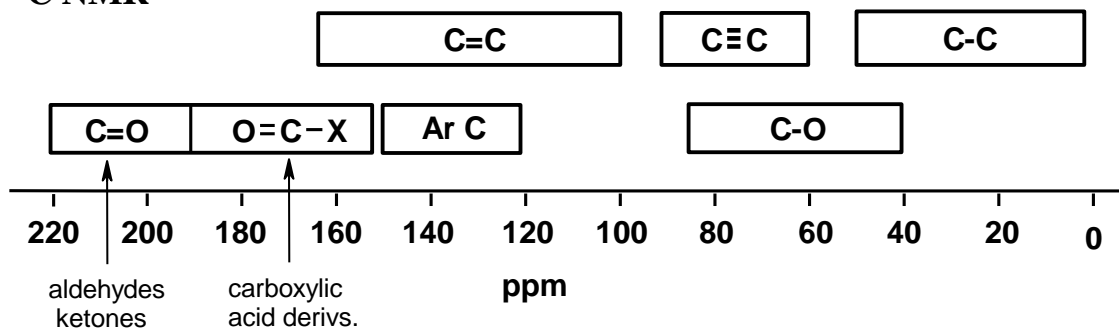 C=C C≡C C-C
C=O O=C-X Ar C C-O
220 200 180 160 140 120 100 80 60 40 20 0
aldehydes
ketones
carboxylic
acid derivs.
ppm